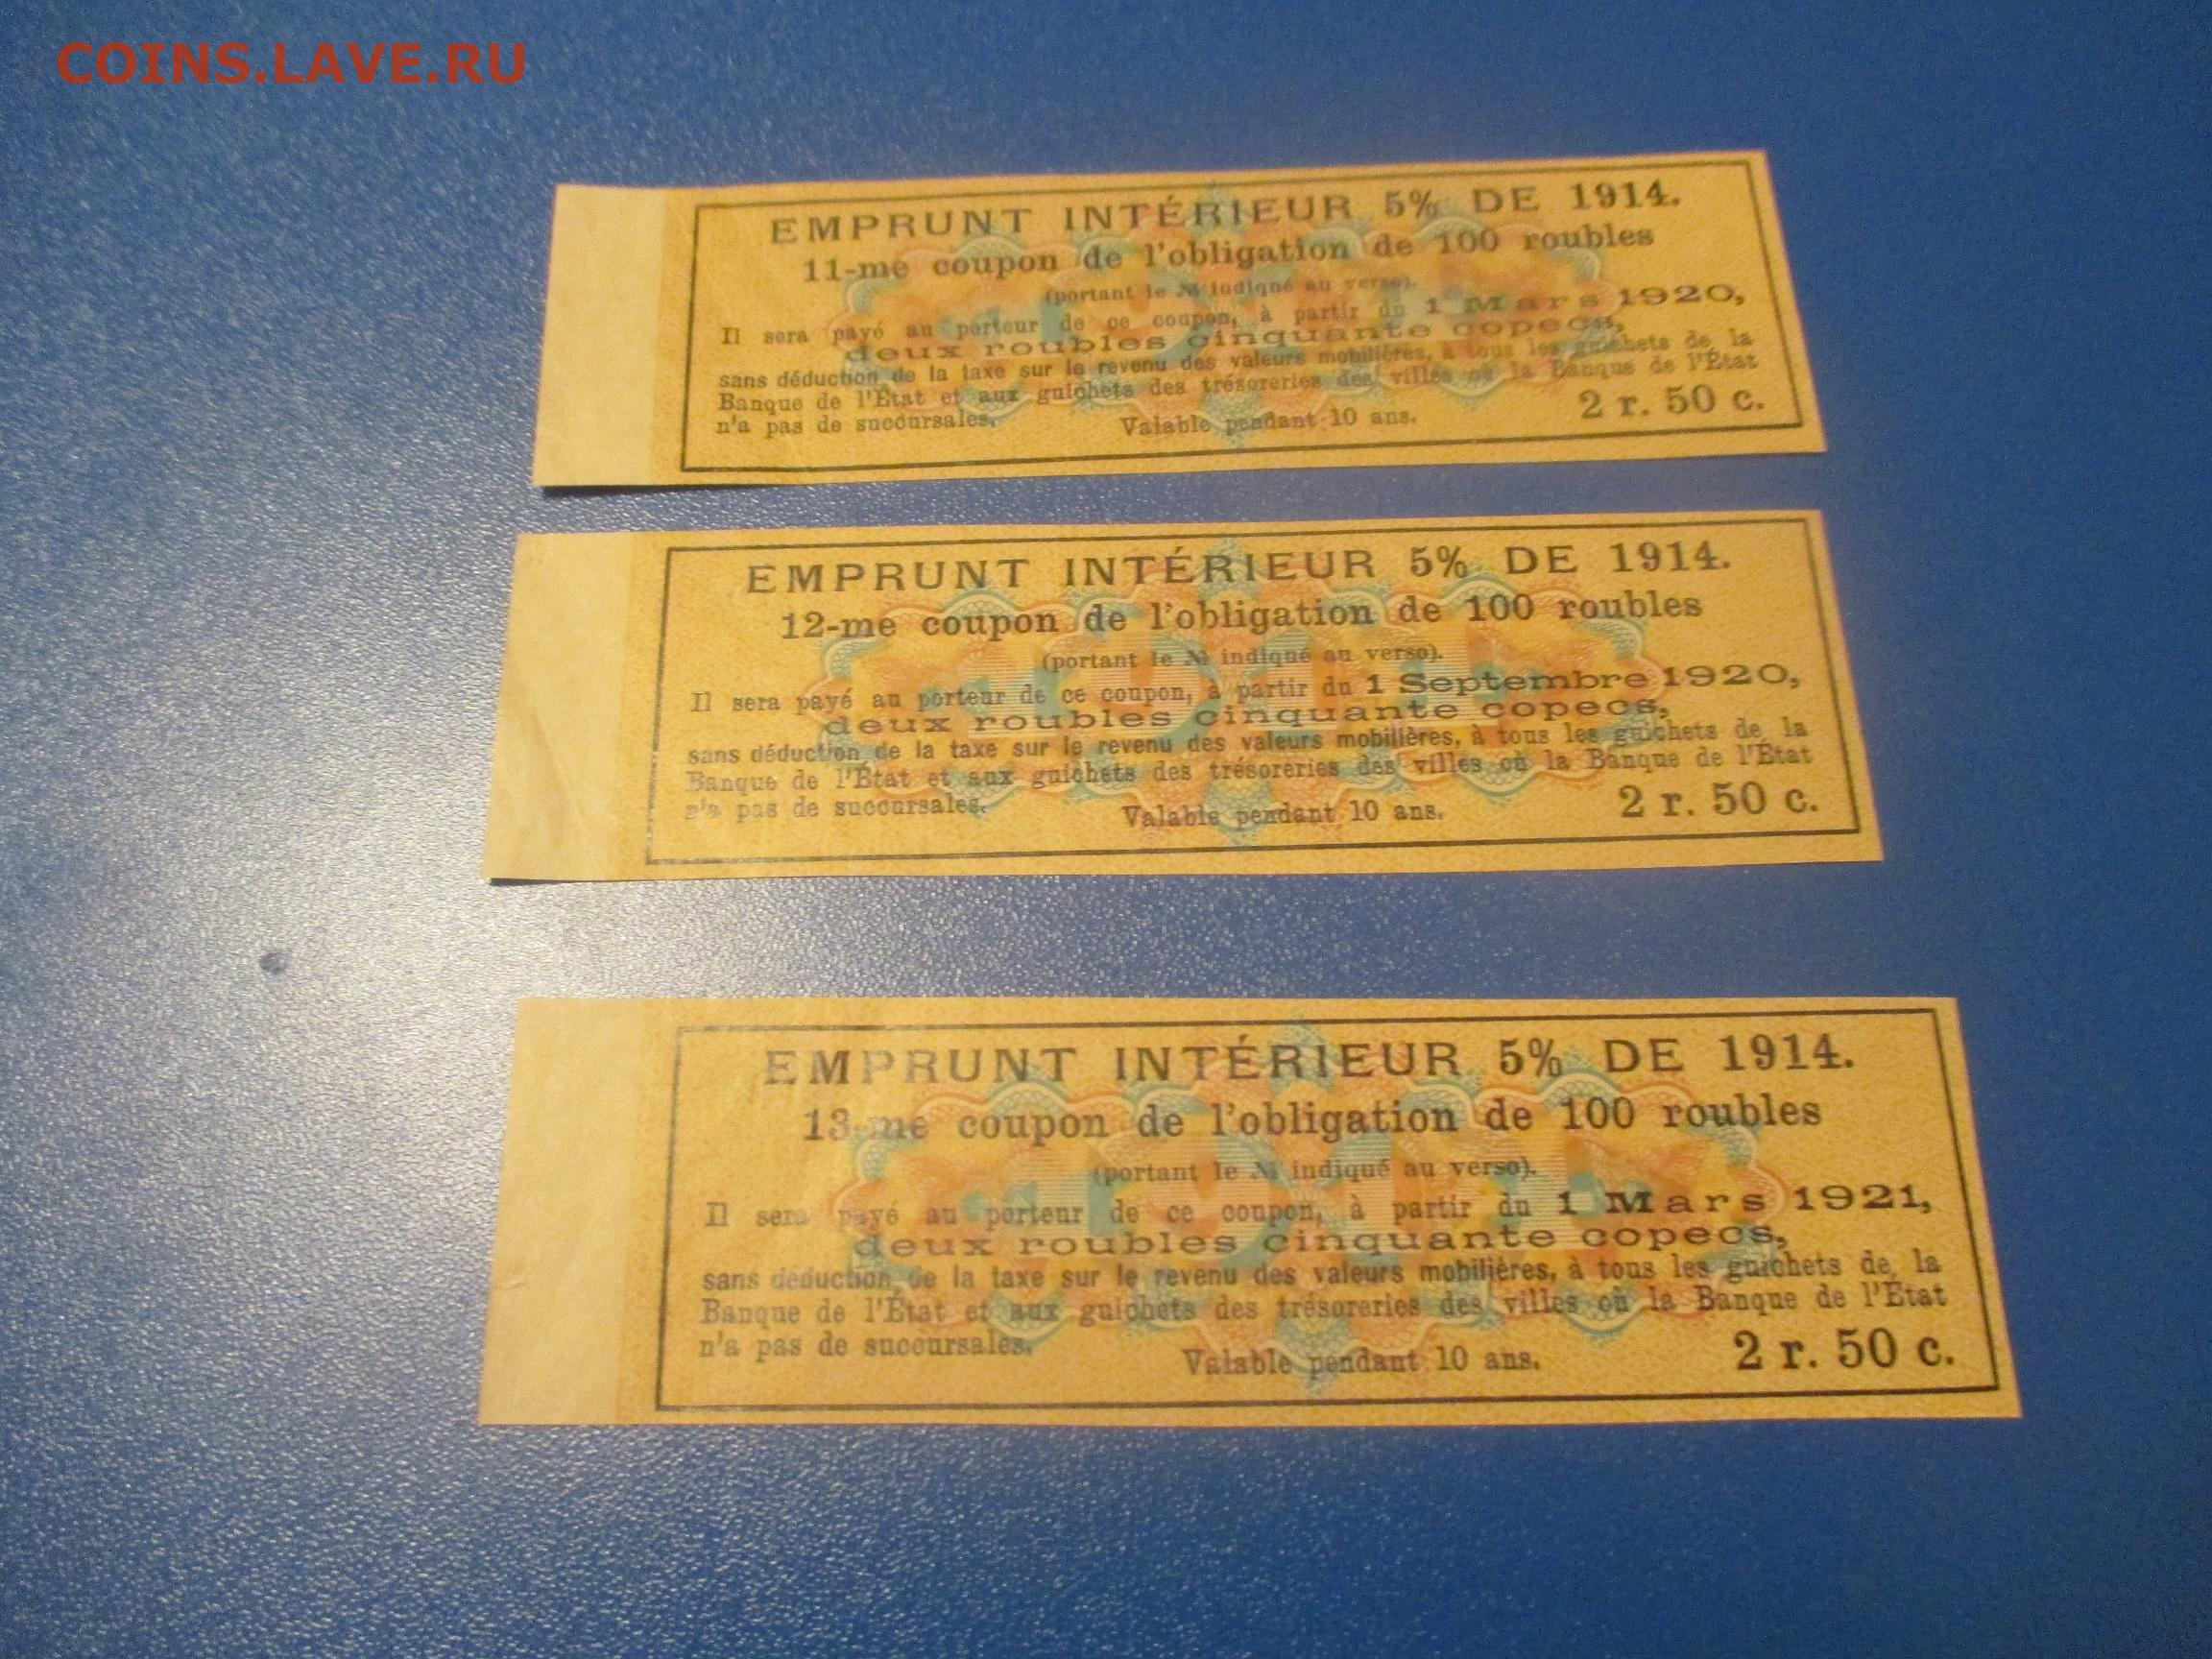 COINS.LAVE.RU
EMPRUNT INTÉRIEUR 5% DE 1914.
11-me coupon de l'obligation de 100 roubles
(portant le № indiqué au verso).
Il sera payé au porteur de ce coupon, à partir du 1 Mars 1920,
deux roubles cinquante copecs,
sans déduction de la taxe sur le revenu des valeurs mobilières, à tous les guichets de la
Banque de l'État et aux guichets des trésoreries des villes où la Banque de l'État
n'a pas de succursales.
Valable pendant 10 ans.
2 r. 50 c.
EMPRUNT INTÉRIEUR 5% DE 1914.
12-me coupon de l'obligation de 100 roubles
(portant le № indiqué au verso).
Il sera payé au porteur de ce coupon, à partir du 1 Septembre 1920,
deux roubles cinquante copecs,
sans déduction de la taxe sur le revenu des valeurs mobilières, à tous les guichets de la
Banque de l'État et aux guichets des trésoreries des villes où la Banque de l'État
n'a pas de succursales.
Valable pendant 10 ans.
2 r. 50 c.
EMPRUNT INTÉRIEUR 5% DE 1914.
13-me coupon de l'obligation de 100 roubles
(portant le № indiqué au verso).
Il sera payé au porteur de ce coupon, à partir du 1 Mars 1921,
deux roubles cinquante copecs,
sans déduction de la taxe sur le revenu des valeurs mobilières, à tous les guichets de la
Banque de l'État et aux guichets des trésoreries des villes où la Banque de l'État
n'a pas de succursales.
Valable pendant 10 ans.
2 r. 50 c.